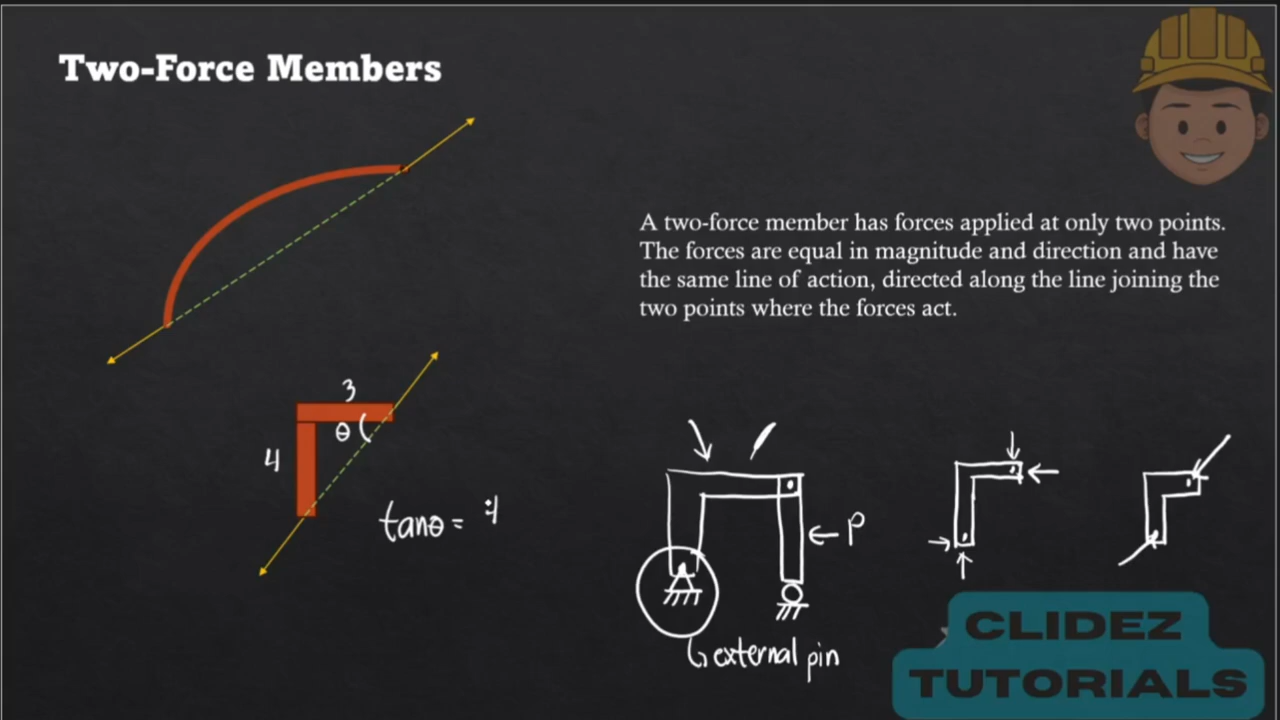 Two-Force Members
A two-force member has forces applied at only two points.
The forces are equal in magnitude and direction and have
the same line of action, directed along the line joining the
two points where the forces act.
3
θ
4
tanθ = 4
P
external pin
CLIDEZ
TUTORIALS